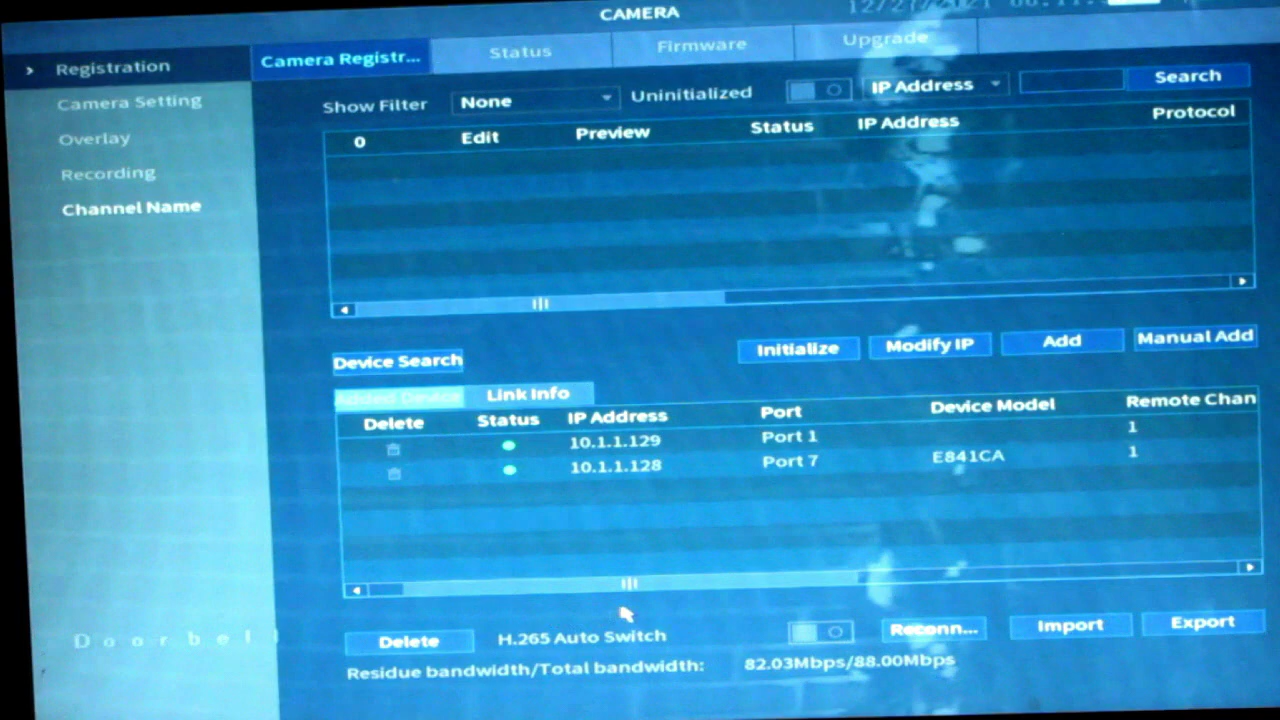 CAMERA
Registration
Camera Registr... Status Firmware Upgrade
Camera Setting
Overlay
Recording
Channel Name
Show Filter None Uninitialized IP Address Search
0 Edit Preview Status IP Address Protocol
Device Search Initialize Modify IP Add Manual Add
Added Device Link Info
Delete Status IP Address Port Device Model Remote Chan
10.1.1.129 Port 1 1
10.1.1.128 Port 7 E841CA 1
Doorbell
Delete H.265 Auto Switch Reconn... Import Export
Residue bandwidth/Total bandwidth: 82.03Mbps/88.00Mbps